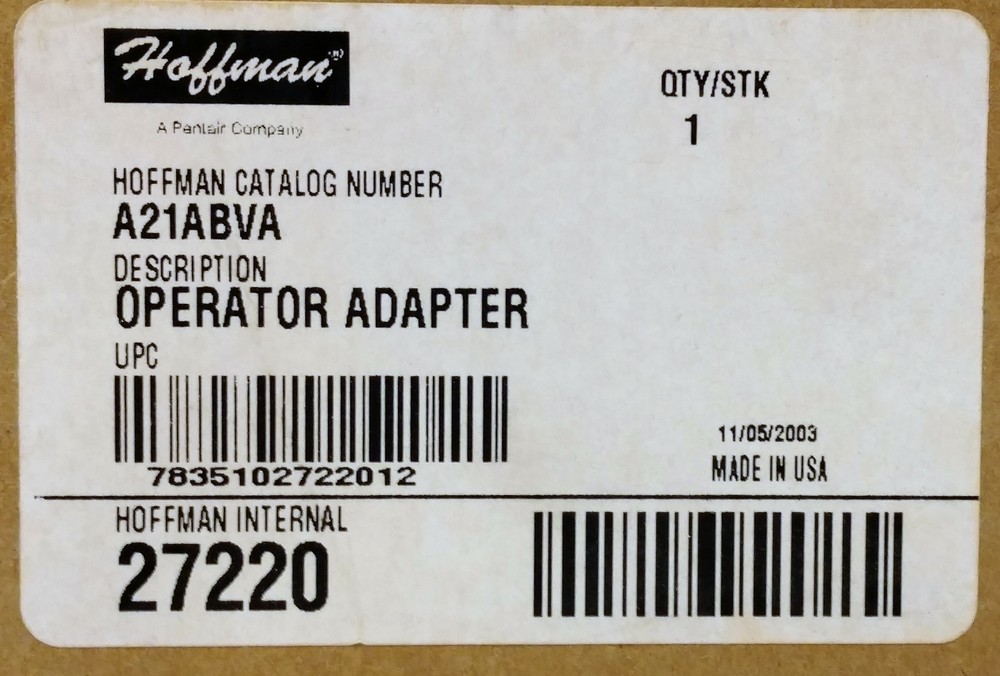 Hoffman®
QTY/STK
A Pentair Company
1
HOFFMAN CATALOG NUMBER
A21ABVA
DESCRIPTION
OPERATOR ADAPTER
UPC
7835102722012
11/05/2003
MADE IN USA
HOFFMAN INTERNAL
27220